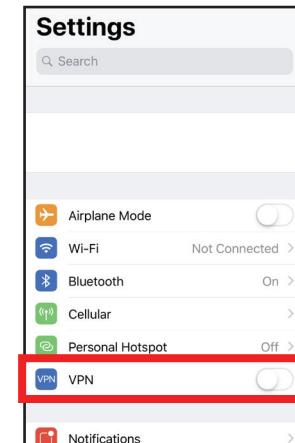 Settings
Search
Airplane Mode
Wi-Fi Not Connected
Bluetooth On
Cellular
Personal Hotspot Off
VPN VPN
Notifications